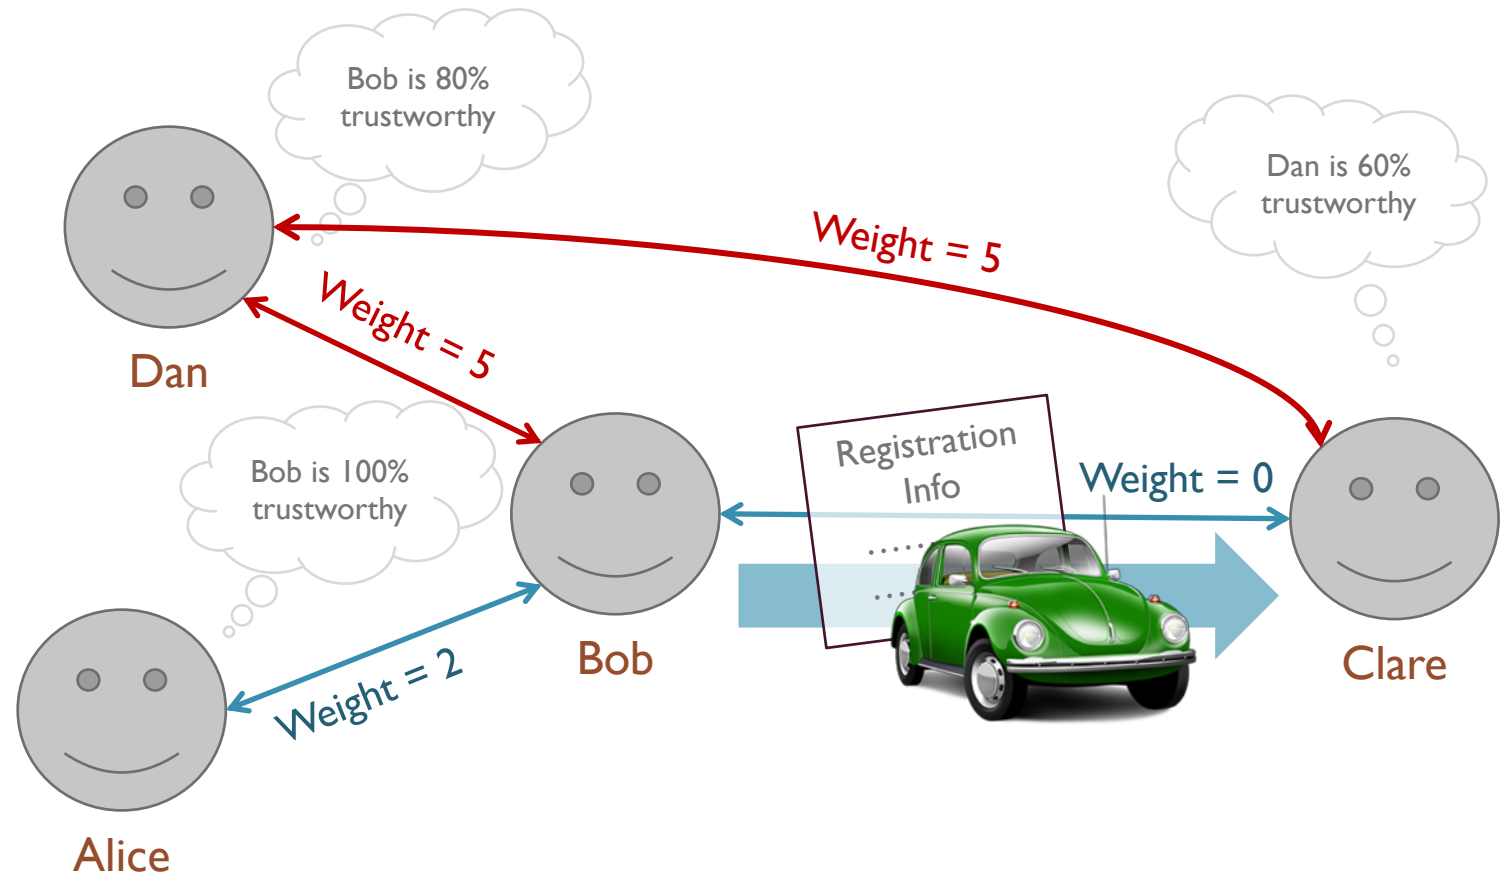 Bob is 80%
trustworthy
Dan is 60%
trustworthy
Weight = 5
Weight = 5
Dan
Bob is 100%
trustworthy
Registration
Info
......
......
Weight = 0
Bob
Clare
Weight = 2
Alice